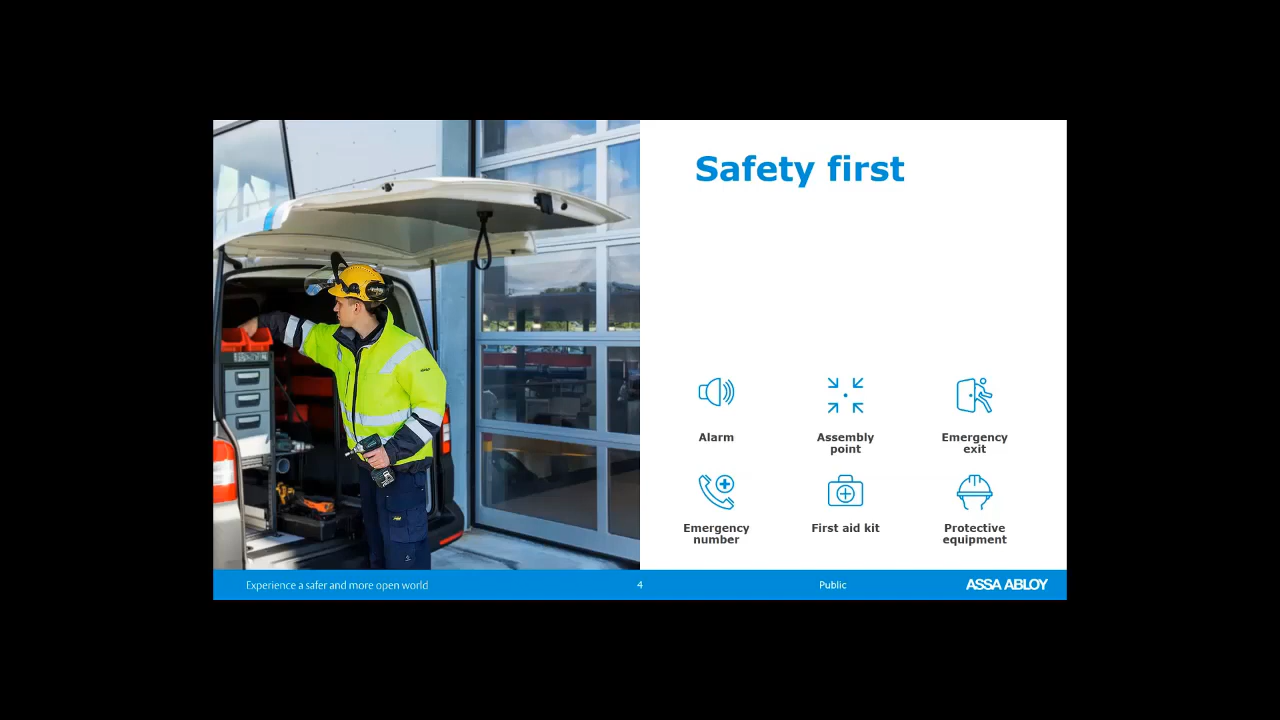 Safety first
Alarm
Assembly
point
Emergency
exit
Emergency
number
First aid kit
Protective
equipment
Experience a safer and more open world
4
Public
ASSA ABLOY